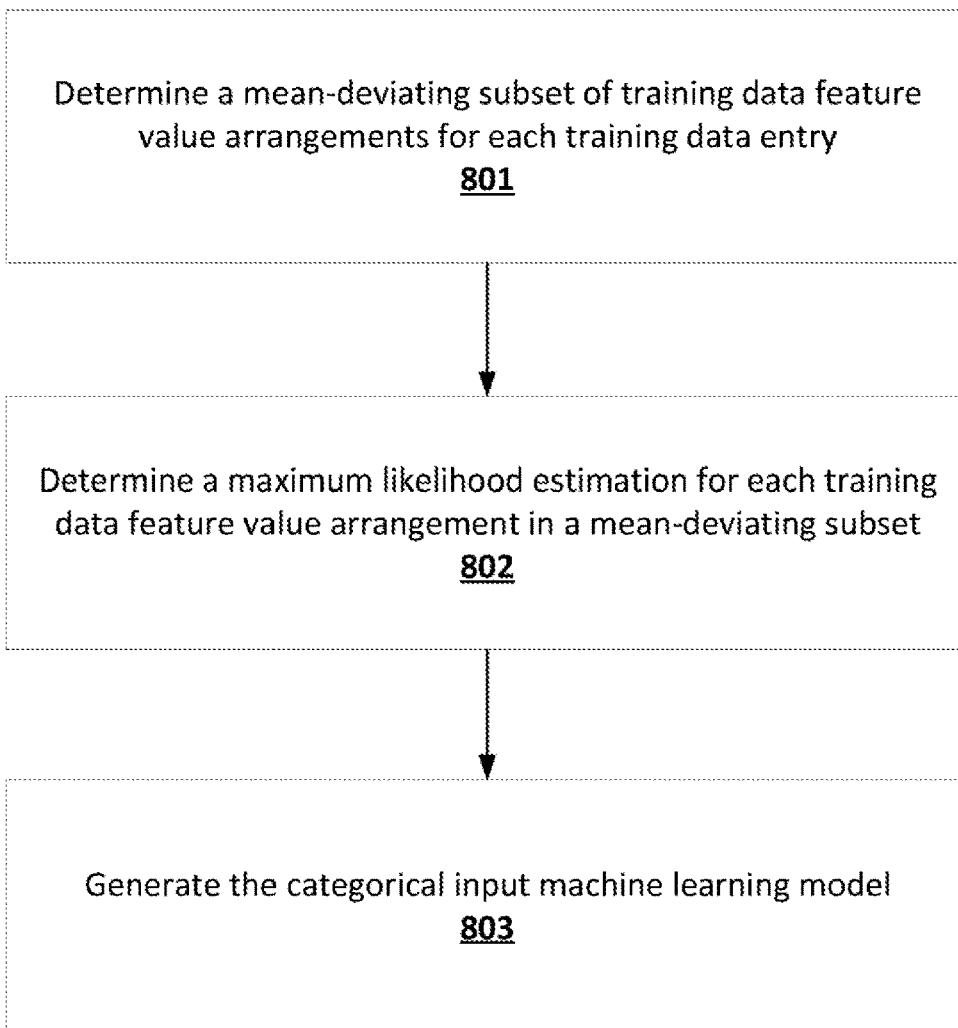 Determine a mean-deviating subset of training data feature
value arrangements for each training data entry
801
Determine a maximum likelihood estimation for each training
data feature value arrangement in a mean-deviating subset
802
Generate the categorical input machine learning model
803